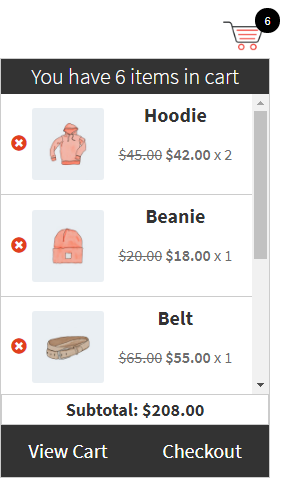 6
You have 6 items in cart
Hoodie
$45.00 $42.00 x 2
Beanie
$20.00 $18.00 x 1
Belt
$65.00 $55.00 x 1
Subtotal: $208.00
View Cart Checkout